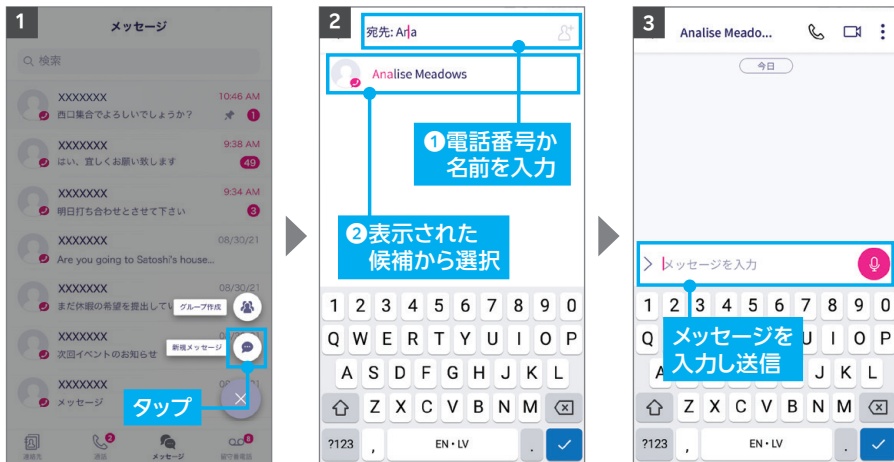 1
メッセージ
検索
XXXXXXX 10:46 AM
西口集合でよろしいでしょうか? 1
XXXXXXX 9:38 AM
はい、宜しくお願い致します 49
XXXXXXX 9:34 AM
明日打ち合わせとさせて下さい 3
XXXXXXX 08/30/21
Are you going to Satoshi's house...
XXXXXXX 08/30/21
まだ休暇の希望を提出してい
グループ作成
XXXXXXX
次回イベントのお知らせ
新規メッセージ
XXXXXXX
メッセージ
タップ
連絡先
通話 2
メッセージ
留守番電話 8
2
宛先: Ana
Analise Meadows
❶電話番号か
名前を入力
❷表示された
候補から選択
1 2 3 4 5 6 7 8 9 0
Q W E R T Y U I O P
A S D F G H J K L
Z X C V B N M
?123 , EN • LV .
3
Analise Meado...
今日
メッセージを入力
メッセージを
入力し送信
1 2 3 4 5 6 7 8 9 0
Q U I O P
A J K L
Z X C V B N M
?123 , EN • LV .